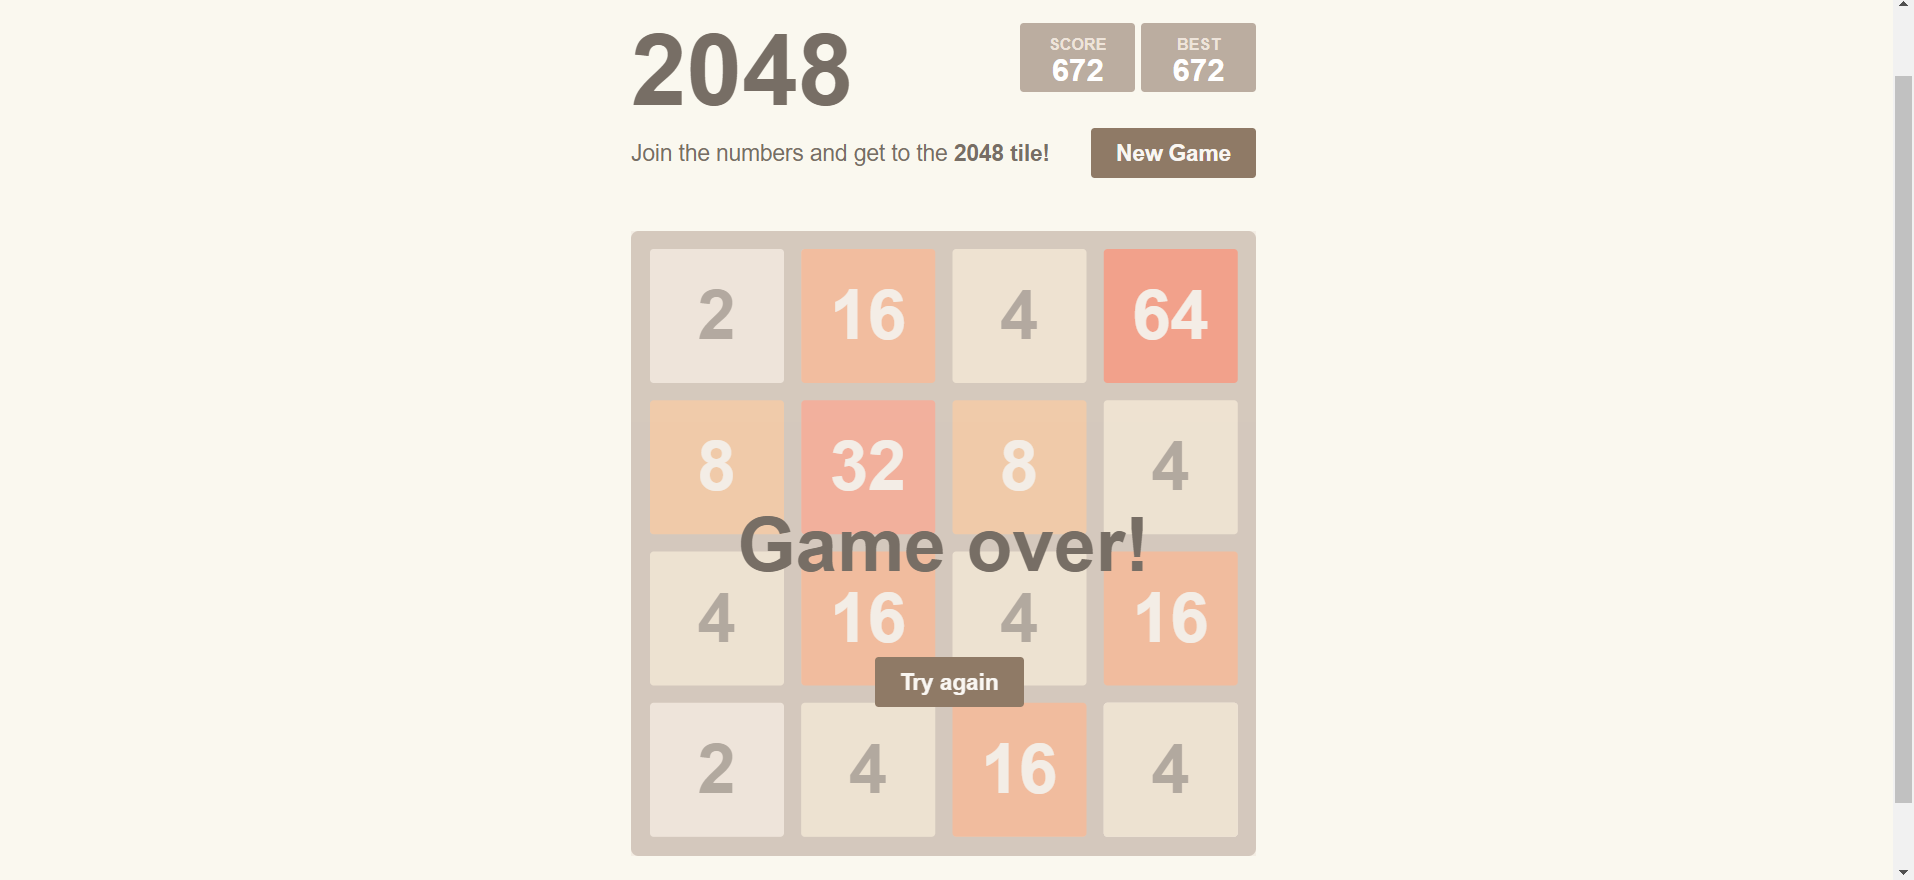 2048
SCORE
672
BEST
672
Join the numbers and get to the 2048 tile!
New Game
2 16 4 64
8 32 8 4
Game over!
4 16 4 16
Try again
2 4 16 4